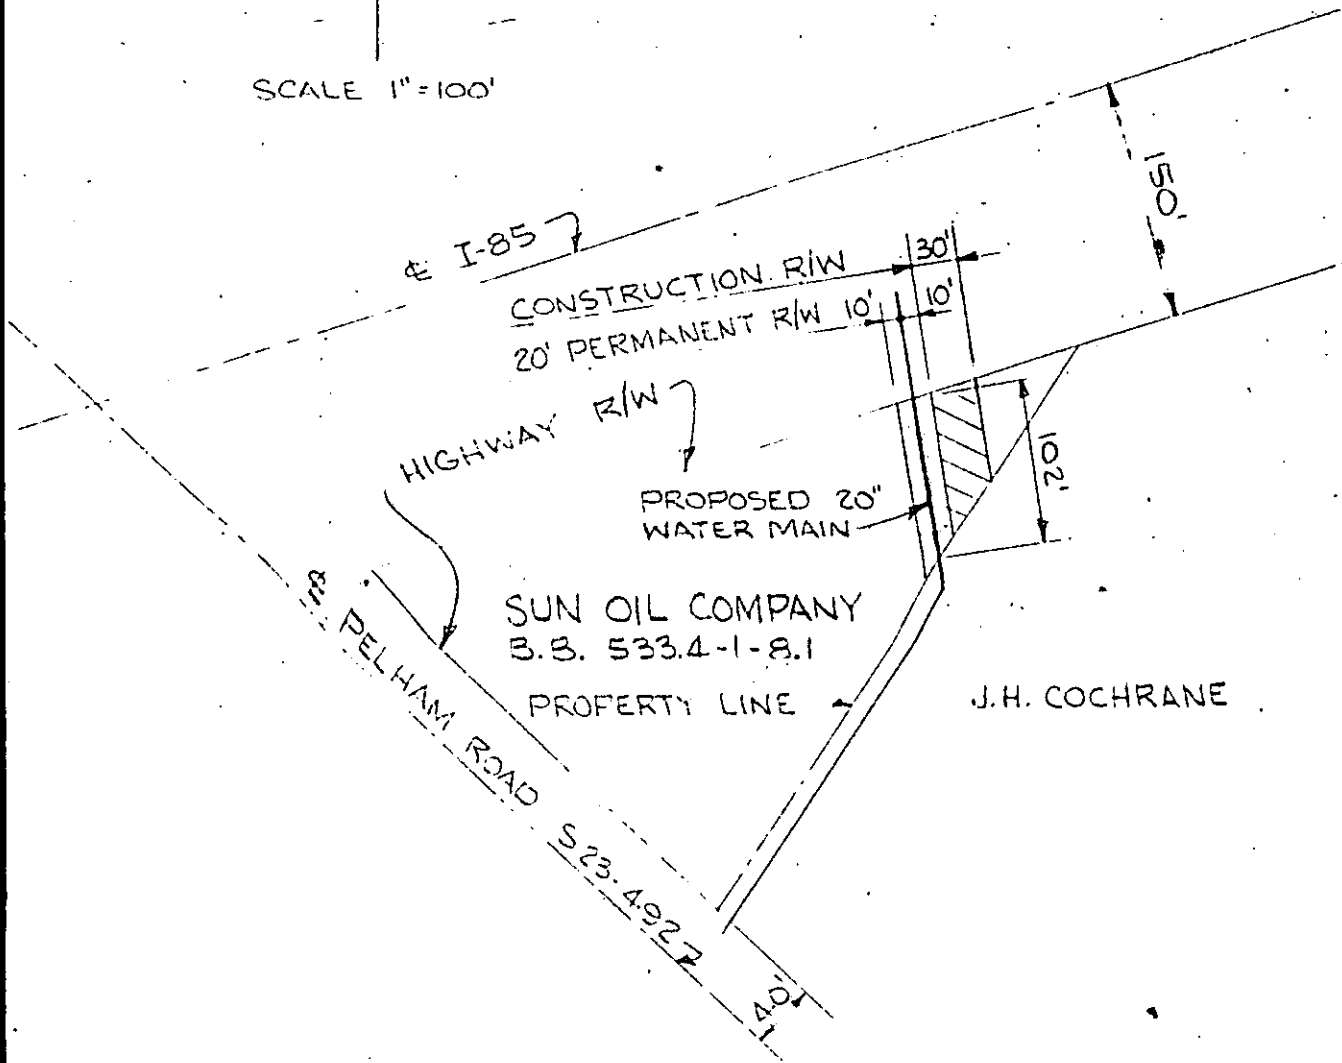 SCALE 1"=100'
150'
℄ I-85
30'
CONSTRUCTION R/W
20' PERMANENT R/W 10' 10'
HIGHWAY R/W
102'
PROPOSED 20"
WATER MAIN
SUN OIL COMPANY
B.B. 533.4-1-8.1
PROPERTY LINE
J.H. COCHRANE
℄ PELHAM ROAD S23-492
40'